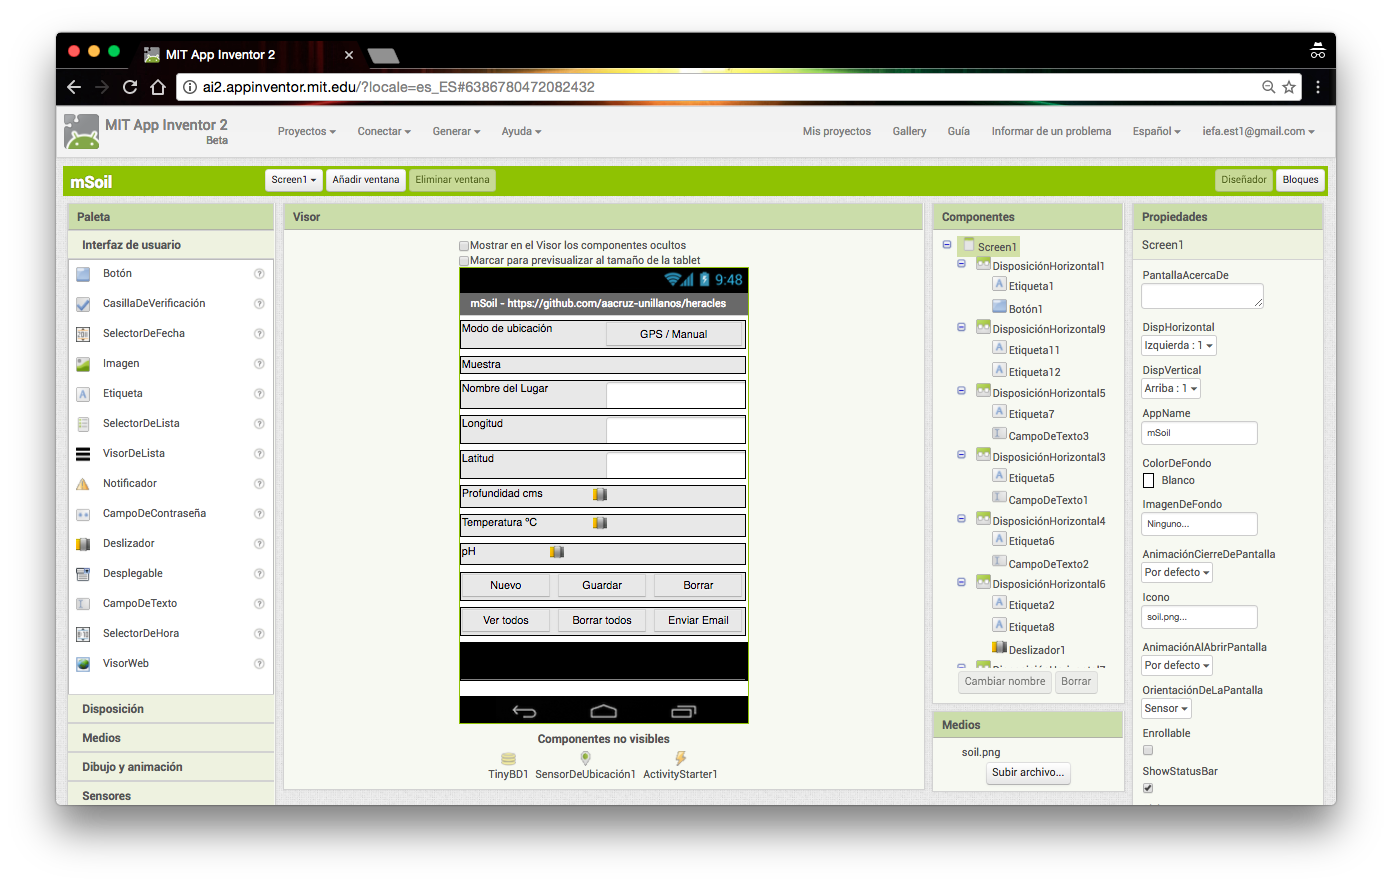 MIT App Inventor 2
ai2.appinventor.mit.edu/?locale=es_ES#6386780472082432
MIT App Inventor 2
Beta
Proyectos
Conectar
Generar
Ayuda
Mis proyectos
Gallery
Guía
Informar de un problema
Español
iefa.est1@gmail.com
mSoil
Screen1
Añadir ventana
Eliminar ventana
Diseñador
Bloques
Paleta
Interfaz de usuario
Botón
CasillaDeVerificación
SelectorDeFecha
Imagen
Etiqueta
SelectorDeLista
VisorDeLista
Notificador
CampoDeContraseña
Deslizador
Desplegable
CampoDeTexto
SelectorDeHora
VisorWeb
Disposición
Medios
Dibujo y animación
Sensores
Visor
Mostrar en el Visor los componentes ocultos
Marcar para previsualizar al tamaño de la tablet
9:48
mSoil - https://github.com/aacruz-unillanos/heracles
Modo de ubicación
GPS / Manual
Muestra
Nombre del Lugar
Longitud
Latitud
Profundidad cms
Temperatura ºC
pH
Nuevo
Guardar
Borrar
Ver todos
Borrar todos
Enviar Email
Componentes no visibles
TinyBD1
SensorDeUbicación1
ActivityStarter1
Componentes
Screen1
DisposiciónHorizontal1
Etiqueta1
Botón1
DisposiciónHorizontal9
Etiqueta11
Etiqueta12
DisposiciónHorizontal5
Etiqueta7
CampoDeTexto3
DisposiciónHorizontal3
Etiqueta5
CampoDeTexto1
DisposiciónHorizontal4
Etiqueta6
CampoDeTexto2
DisposiciónHorizontal6
Etiqueta2
Etiqueta8
Deslizador1
Cambiar nombre
Borrar
Medios
soil.png
Subir archivo...
Propiedades
Screen1
PantallaAcercaDe
DispHorizontal
Izquierda : 1
DispVertical
Arriba : 1
AppName
mSoil
ColorDeFondo
Blanco
ImagenDeFondo
Ninguno...
AnimaciónCierreDePantalla
Por defecto
Icono
soil.png...
AnimaciónAlAbrirPantalla
Por defecto
OrientaciónDeLaPantalla
Sensor
Enrollable
ShowStatusBar